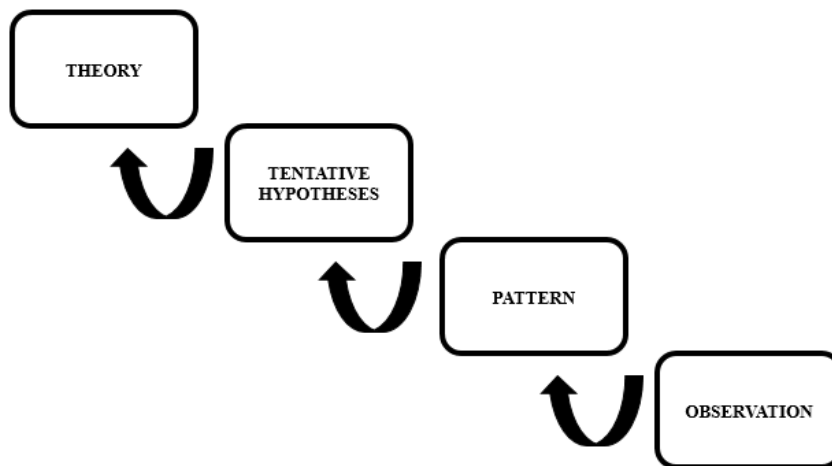 THEORY
TENTATIVE
HYPOTHESES
PATTERN
OBSERVATION